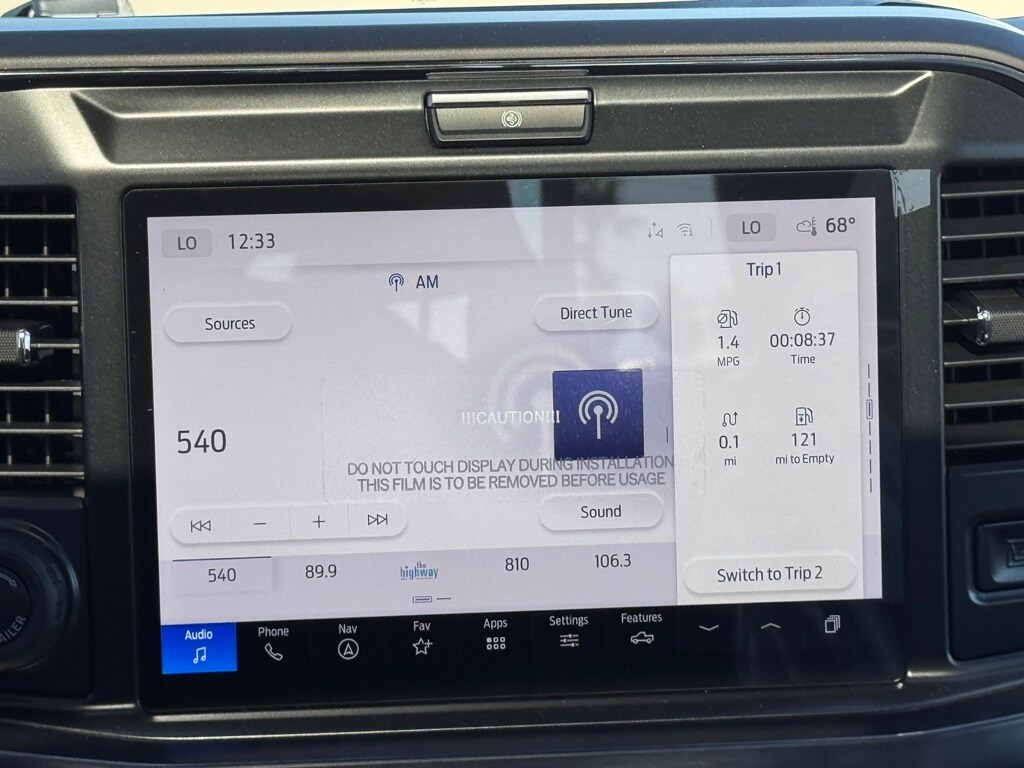 LO 12:33
LO 68°
AM
Sources
Direct Tune
540
!!!CAUTION!!!
DO NOT TOUCH DISPLAY DURING INSTALLATION
THIS FILM IS TO BE REMOVED BEFORE USAGE
Sound
540 89.9 the highway 810 106.3
Trip 1
1.4 00:08:37
MPG Time
0.1 121
mi mi to Empty
Switch to Trip 2
Audio Phone Nav Fav Apps Settings Features